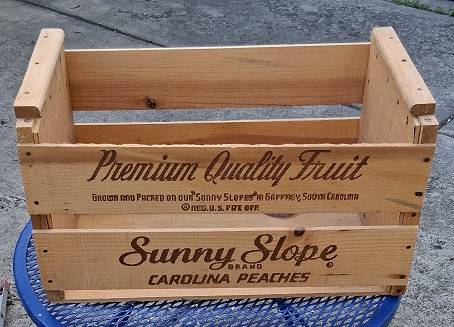 Premium Quality Fruit
GROWN AND PACKED ON OUR "SUNNY SLOPES" IN GAFFNEY, SOUTH CAROLINA
® REG. U.S. PAT. OFF.
Sunny Slope ®
BRAND
CAROLINA PEACHES